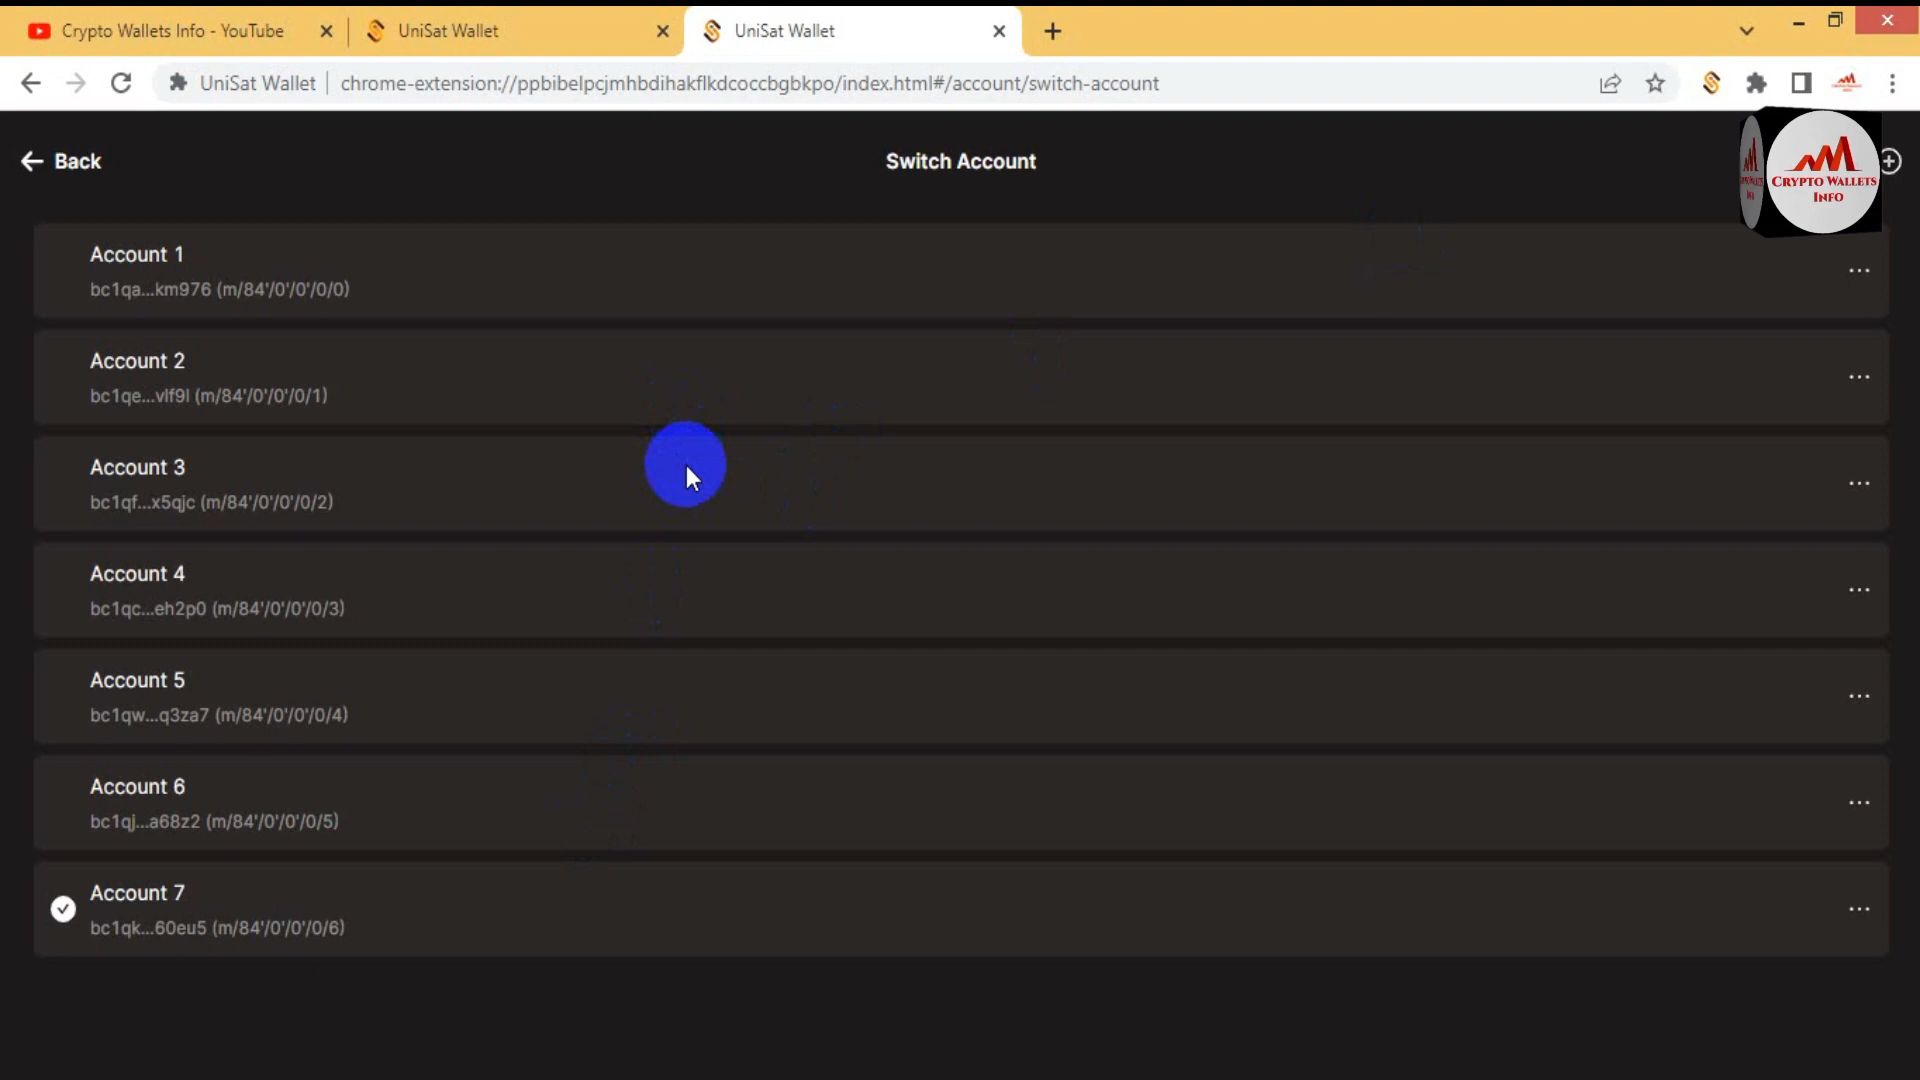 Crypto Wallets Info - YouTube
UniSat Wallet
UniSat Wallet
UniSat Wallet
chrome-extension://ppbibelpcjmhbdihakflkdcoccbgbkpo/index.html#/account/switch-account
Back
Switch Account
CRYPTO WALLETS
INFO
Account 1
bc1qa...km976 (m/84'/0'/0'/0/0)
Account 2
bc1qe...vlf9l (m/84'/0'/0'/0/1)
Account 3
bc1qf...x5qjc (m/84'/0'/0'/0/2)
Account 4
bc1qc...eh2p0 (m/84'/0'/0'/0/3)
Account 5
bc1qw...q3za7 (m/84'/0'/0'/0/4)
Account 6
bc1qj...a68z2 (m/84'/0'/0'/0/5)
Account 7
bc1qk...60eu5 (m/84'/0'/0'/0/6)